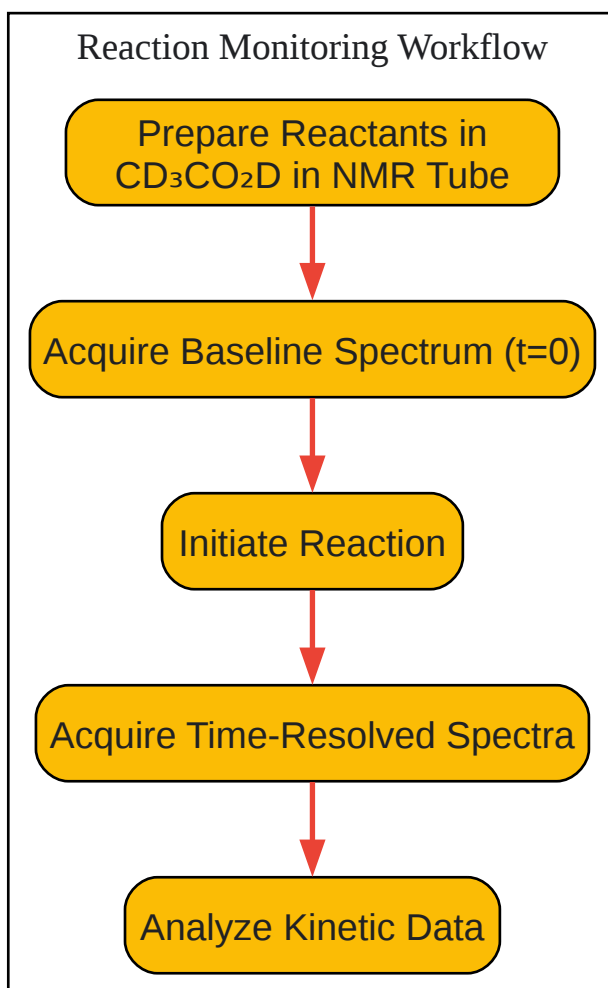 Reaction Monitoring Workflow
Prepare Reactants in
CD₃CO₂D in NMR Tube
Acquire Baseline Spectrum (t=0)
Initiate Reaction
Acquire Time-Resolved Spectra
Analyze Kinetic Data